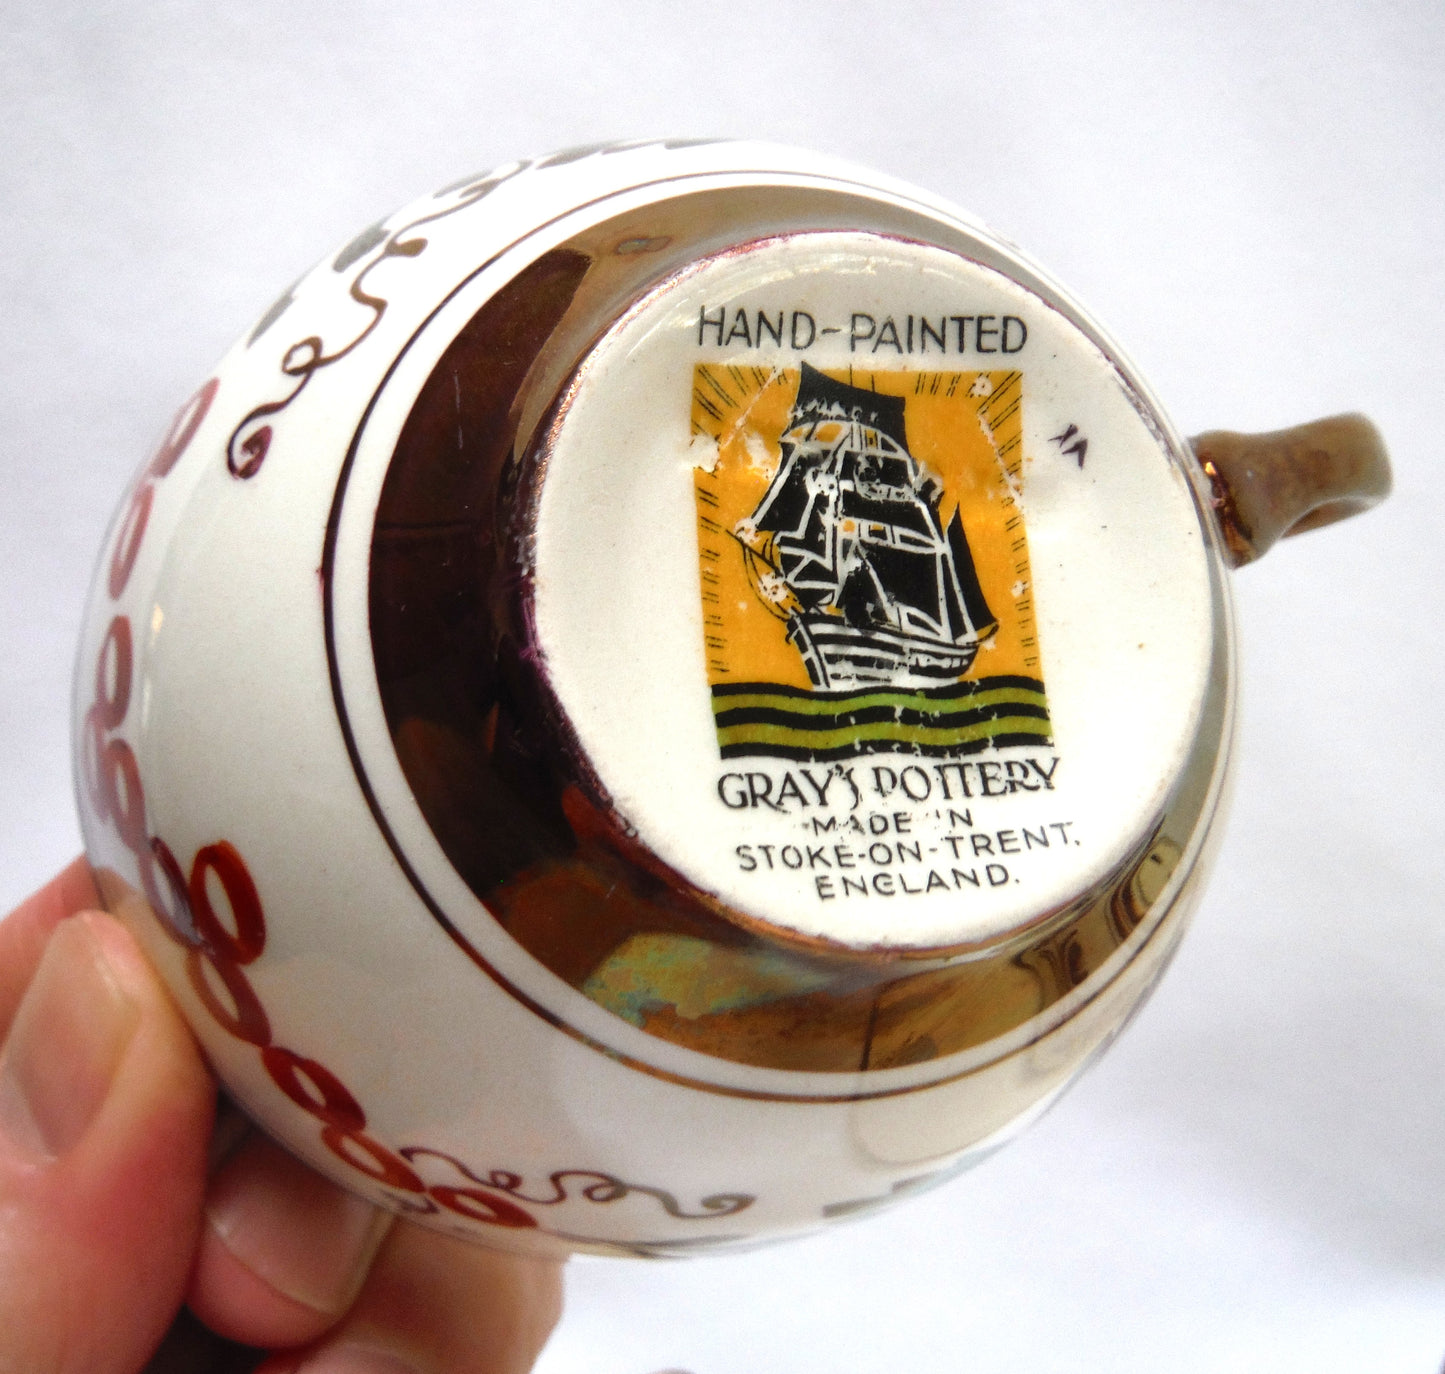 HAND-PAINTED
GRAY'S POTTERY
MADE IN
STOKE-ON-TRENT.
ENGLAND.